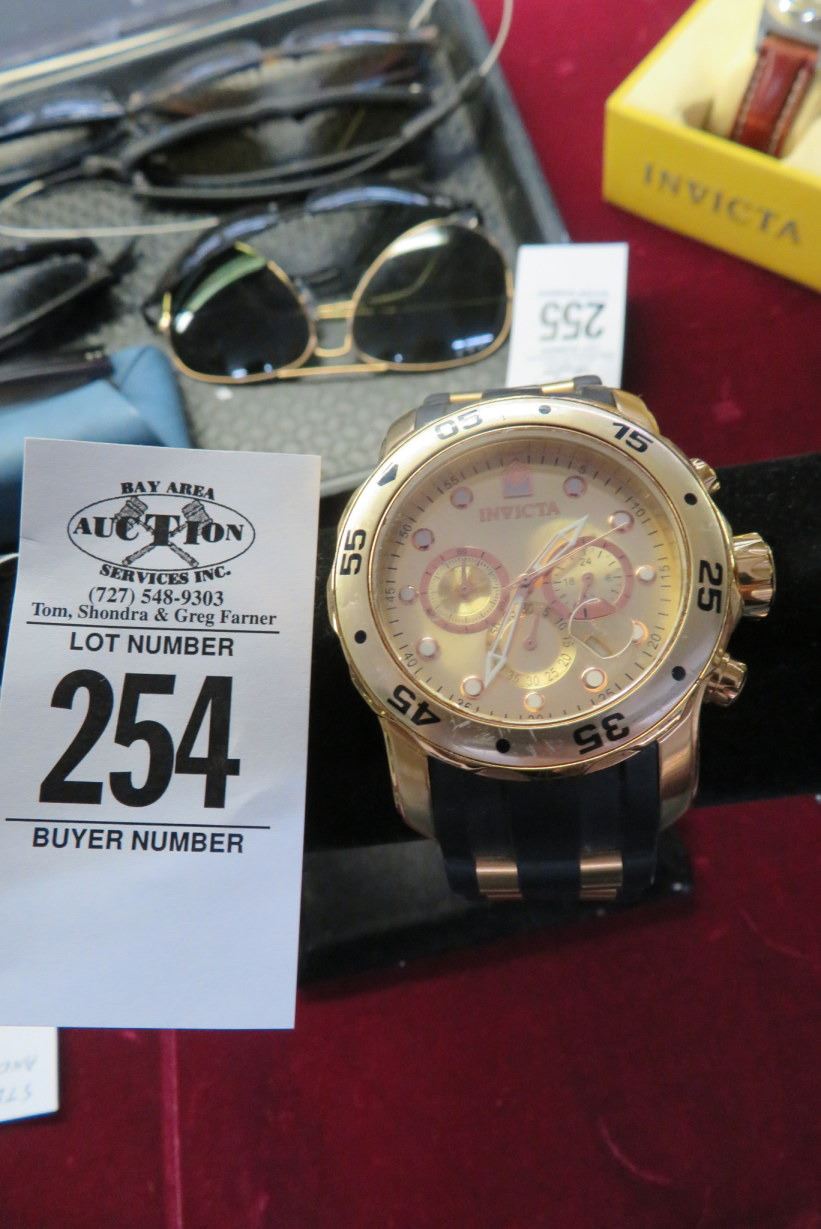 INVICTA
255
BAY AREA
AUCTION
SERVICES INC.
(727) 548-9303
Tom, Shondra & Greg Farner
LOT NUMBER
254
BUYER NUMBER
05
15
25
35
45
55
INVICTA